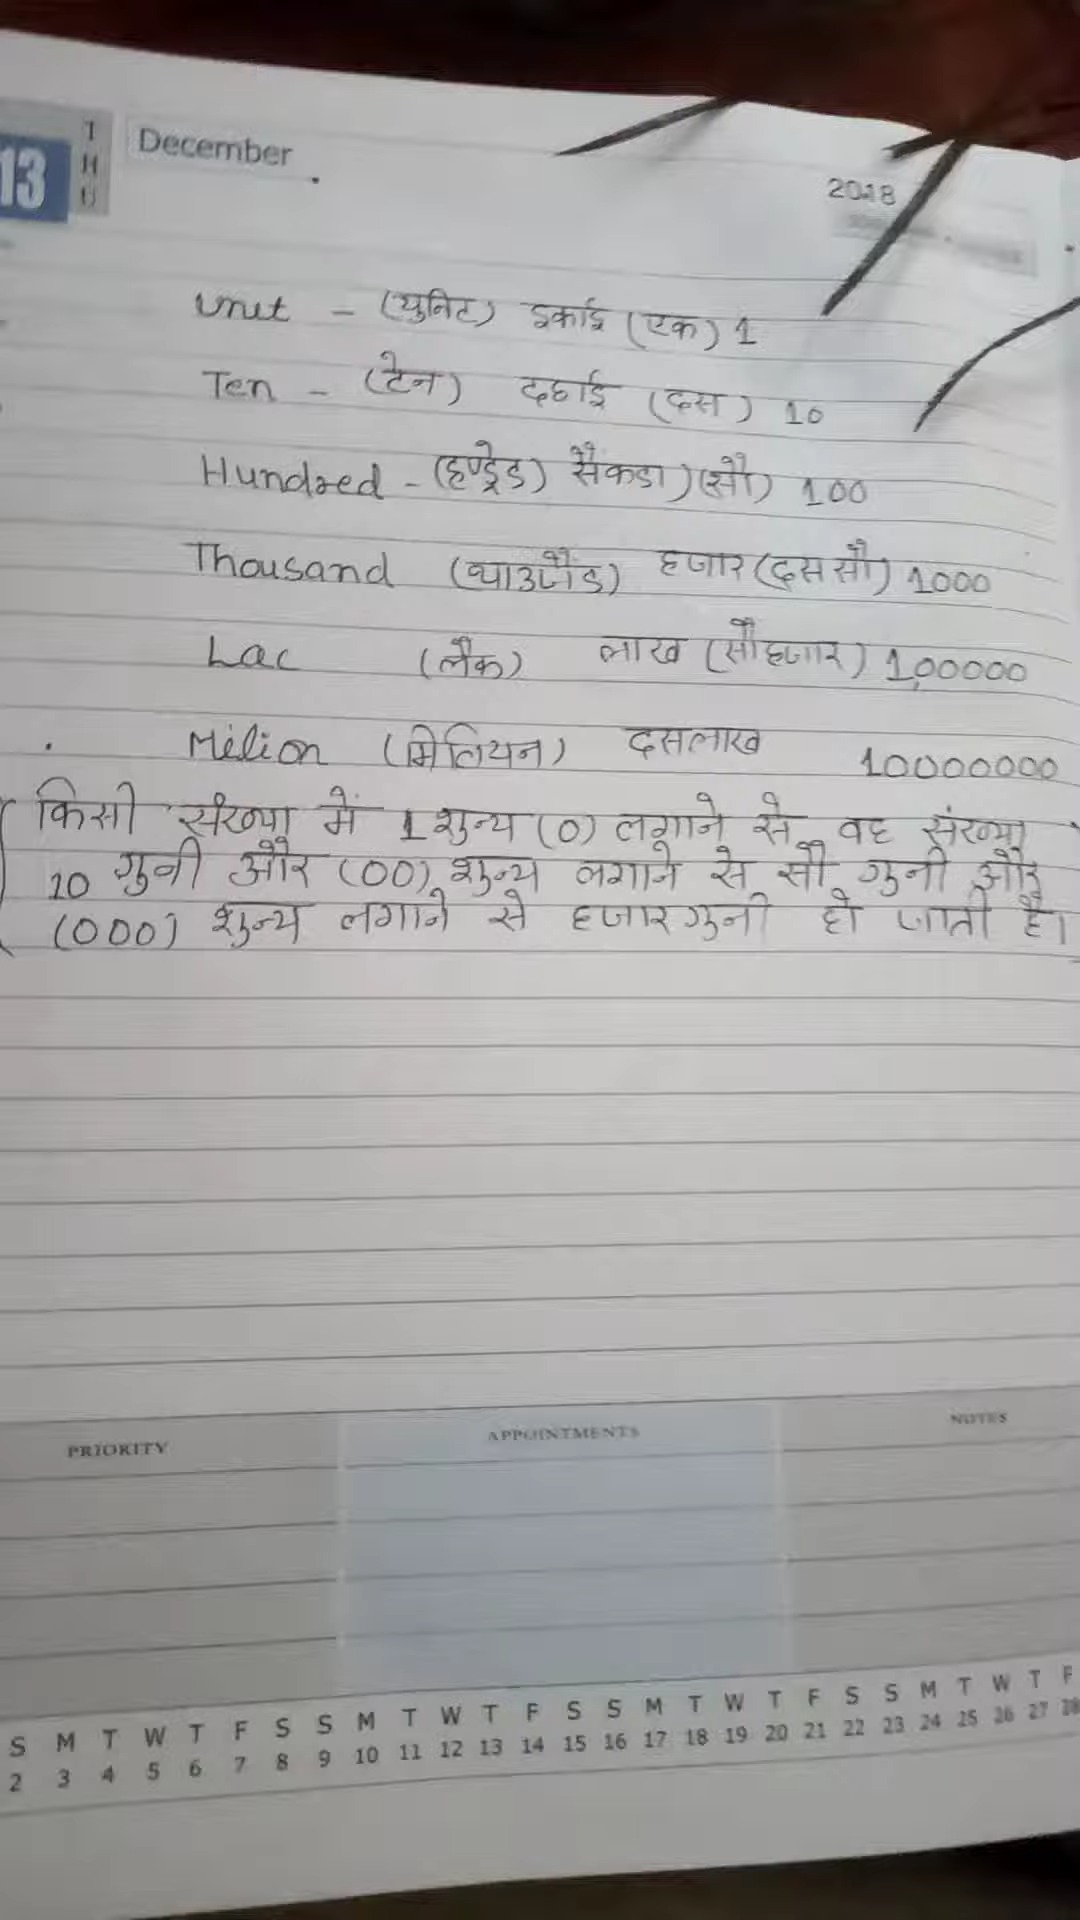 13 THU December
2018
Unit - (युनिट) इकाई (एक) 1
Ten - (टेन) दहाई (दस) 10
Hundred - (हण्ड्रेड) सैकडा) (सौ) 100
Thousand (थाउजैंड) हजार (दस सौ) 1000
Lac (लैक) लाख (सौ हजार) 1,00000
Milion (मिलियन) दसलाख 10000000
किसी संख्या में 1 शुन्य (0) लगाने से वह संख्या
10 गुनी और (00) शुन्य लगाने से सौ गुनी और
(000) शुन्य लगाने से हजार गुनी हो जाती है।
PRIORITY APPOINTMENTS NOTES
S M T W T F S S M T W T F S S M T W T F S S M T W T F
2 3 4 5 6 7 8 9 10 11 12 13 14 15 16 17 18 19 20 21 22 23 24 25 26 27 28